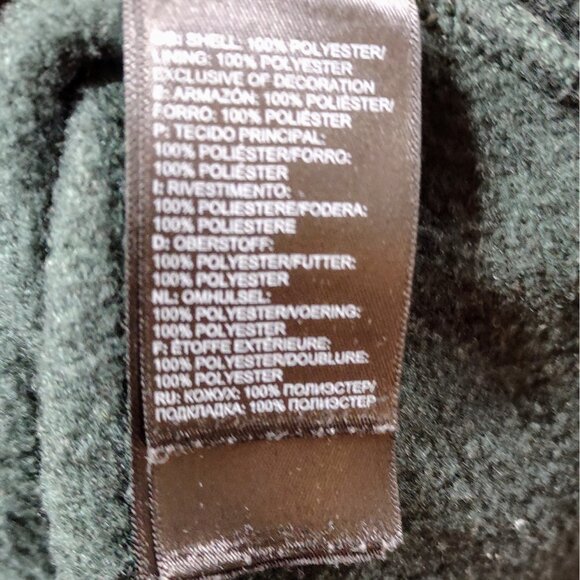 SHELL: 100% POLYESTER/
LINING: 100% POLYESTER
EXCLUSIVE OF DECORATION
E: ARMAZÓN: 100% POLIÉSTER/
FORRO: 100% POLIÉSTER
P: TECIDO PRINCIPAL:
100% POLIÉSTER/FORRO:
100% POLIÉSTER
I: RIVESTIMENTO:
100% POLIESTERE/FODERA:
100% POLIESTERE
D: OBERSTOFF:
100% POLYESTER/FUTTER:
100% POLYESTER
NL: OMHULSEL:
100% POLYESTER/VOERING:
100% POLYESTER
F: ÉTOFFE EXTÉRIEURE:
100% POLYESTER/DOUBLURE:
100% POLYESTER
RU: КОЖУХ: 100% ПОЛИЭСТЕР/
ПОДКЛАДКА: 100% ПОЛИЭСТЕР